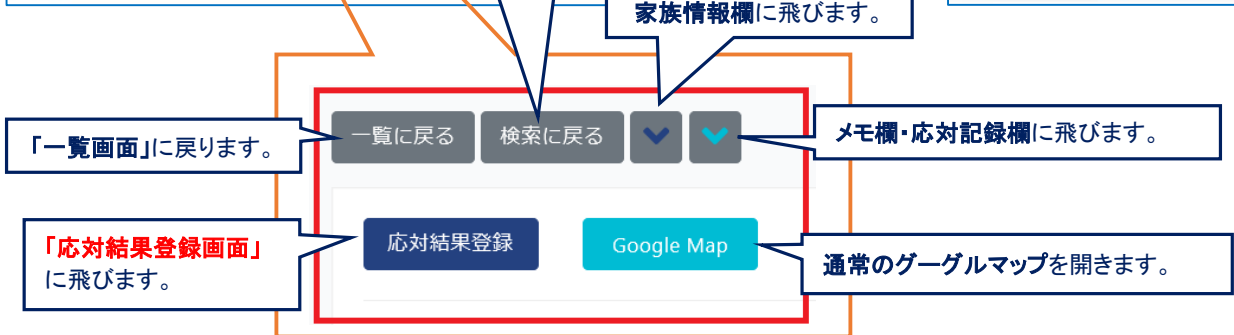 家族情報欄に飛びます。
一覧に戻る 検索に戻る
「一覧画面」に戻ります。
メモ欄・応対記録欄に飛びます。
「応対結果登録画面」
に飛びます。
応対結果登録 Google Map
通常のグーグルマップを開きます。